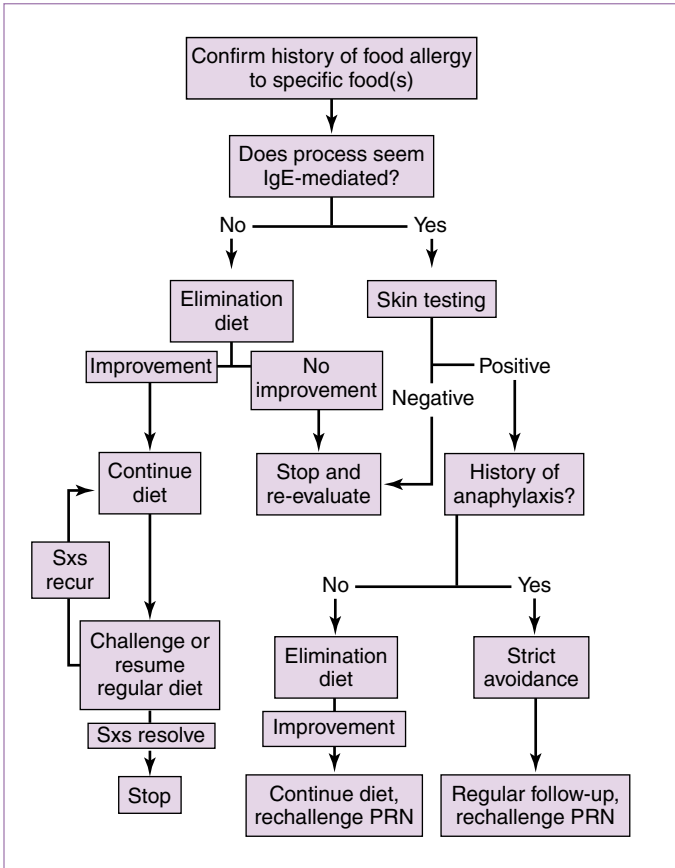 Confirm history of food allergy
to specific food(s)
Does process seem
IgE-mediated?
No
Yes
Elimination
diet
Skin testing
Improvement
No
improvement
Positive
Negative
Continue
diet
Stop and
re-evaluate
History of
anaphylaxis?
Sxs
recur
No
Yes
Challenge or
resume
regular diet
Elimination
diet
Strict
avoidance
Sxs resolve
Improvement
Stop
Continue diet,
rechallenge PRN
Regular follow-up,
rechallenge PRN